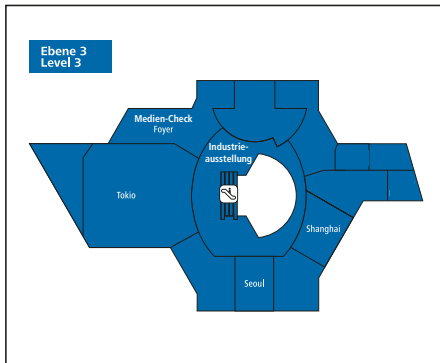 Ebene 3
Level 3
Medien-Check
Foyer
Industrie-
ausstellung
Tokio
Shanghai
Seoul